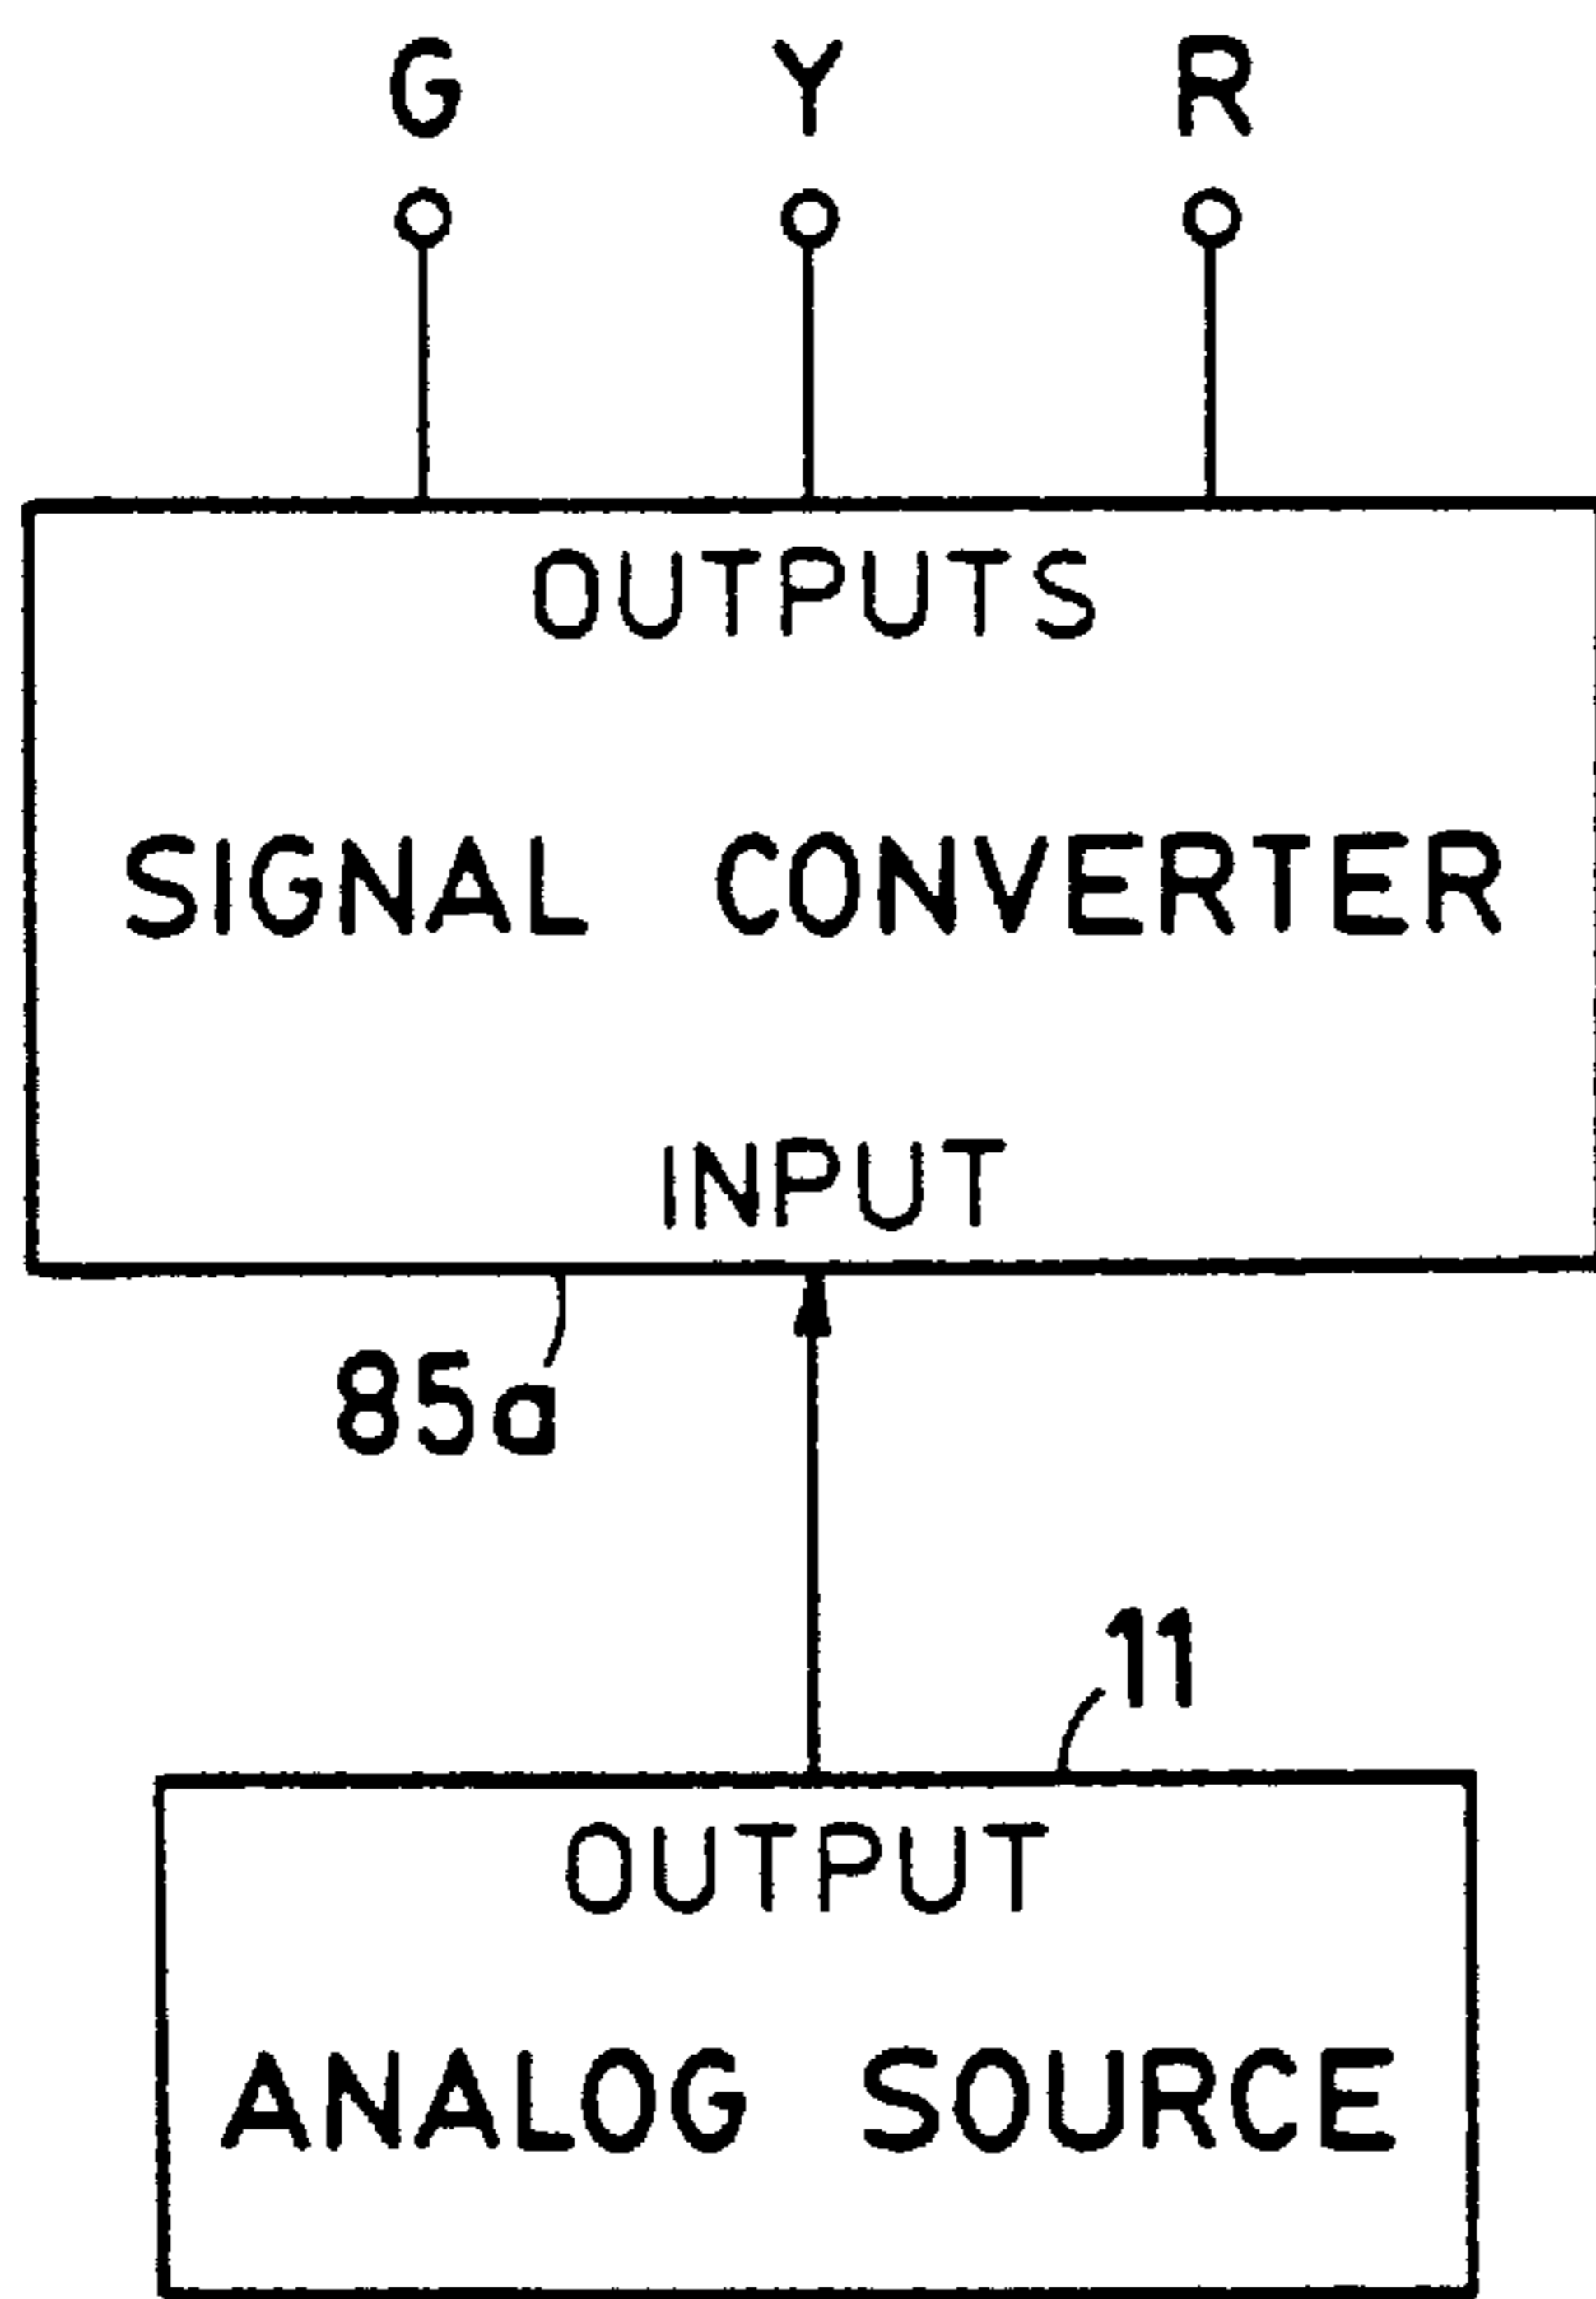 G Y R
OUTPUTS
SIGNAL CONVERTER
INPUT
85a
11
OUTPUT
ANALOG SOURCE